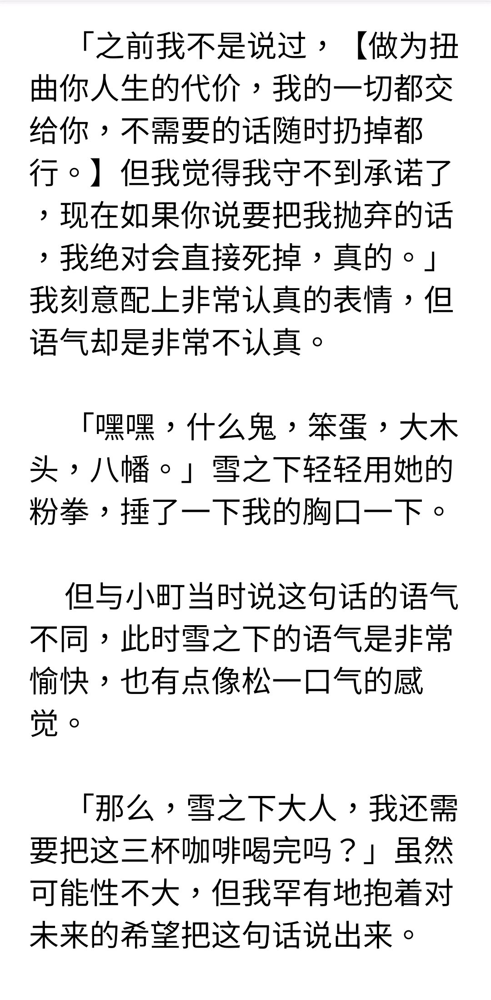 「之前我不是说过，【做为扭
曲你人生的代价，我的一切都交
给你，不需要的话随时扔掉都
行。】但我觉得我守不到承诺了
，现在如果你说要把我抛弃的话
，我绝对会直接死掉，真的。」
我刻意配上非常认真的表情，但
语气却是非常不认真。
「嘿嘿，什么鬼，笨蛋，大木
头，八幡。」雪之下轻轻用她的
粉拳，捶了一下我的胸口一下。
但与小町当时说这句话的语气
不同，此时雪之下的语气是非常
愉快，也有点像松一口气的感
觉。
「那么，雪之下大人，我还需
要把这三杯咖啡喝完吗？」虽然
可能性不大，但我罕有地抱着对
未来的希望把这句话说出来。